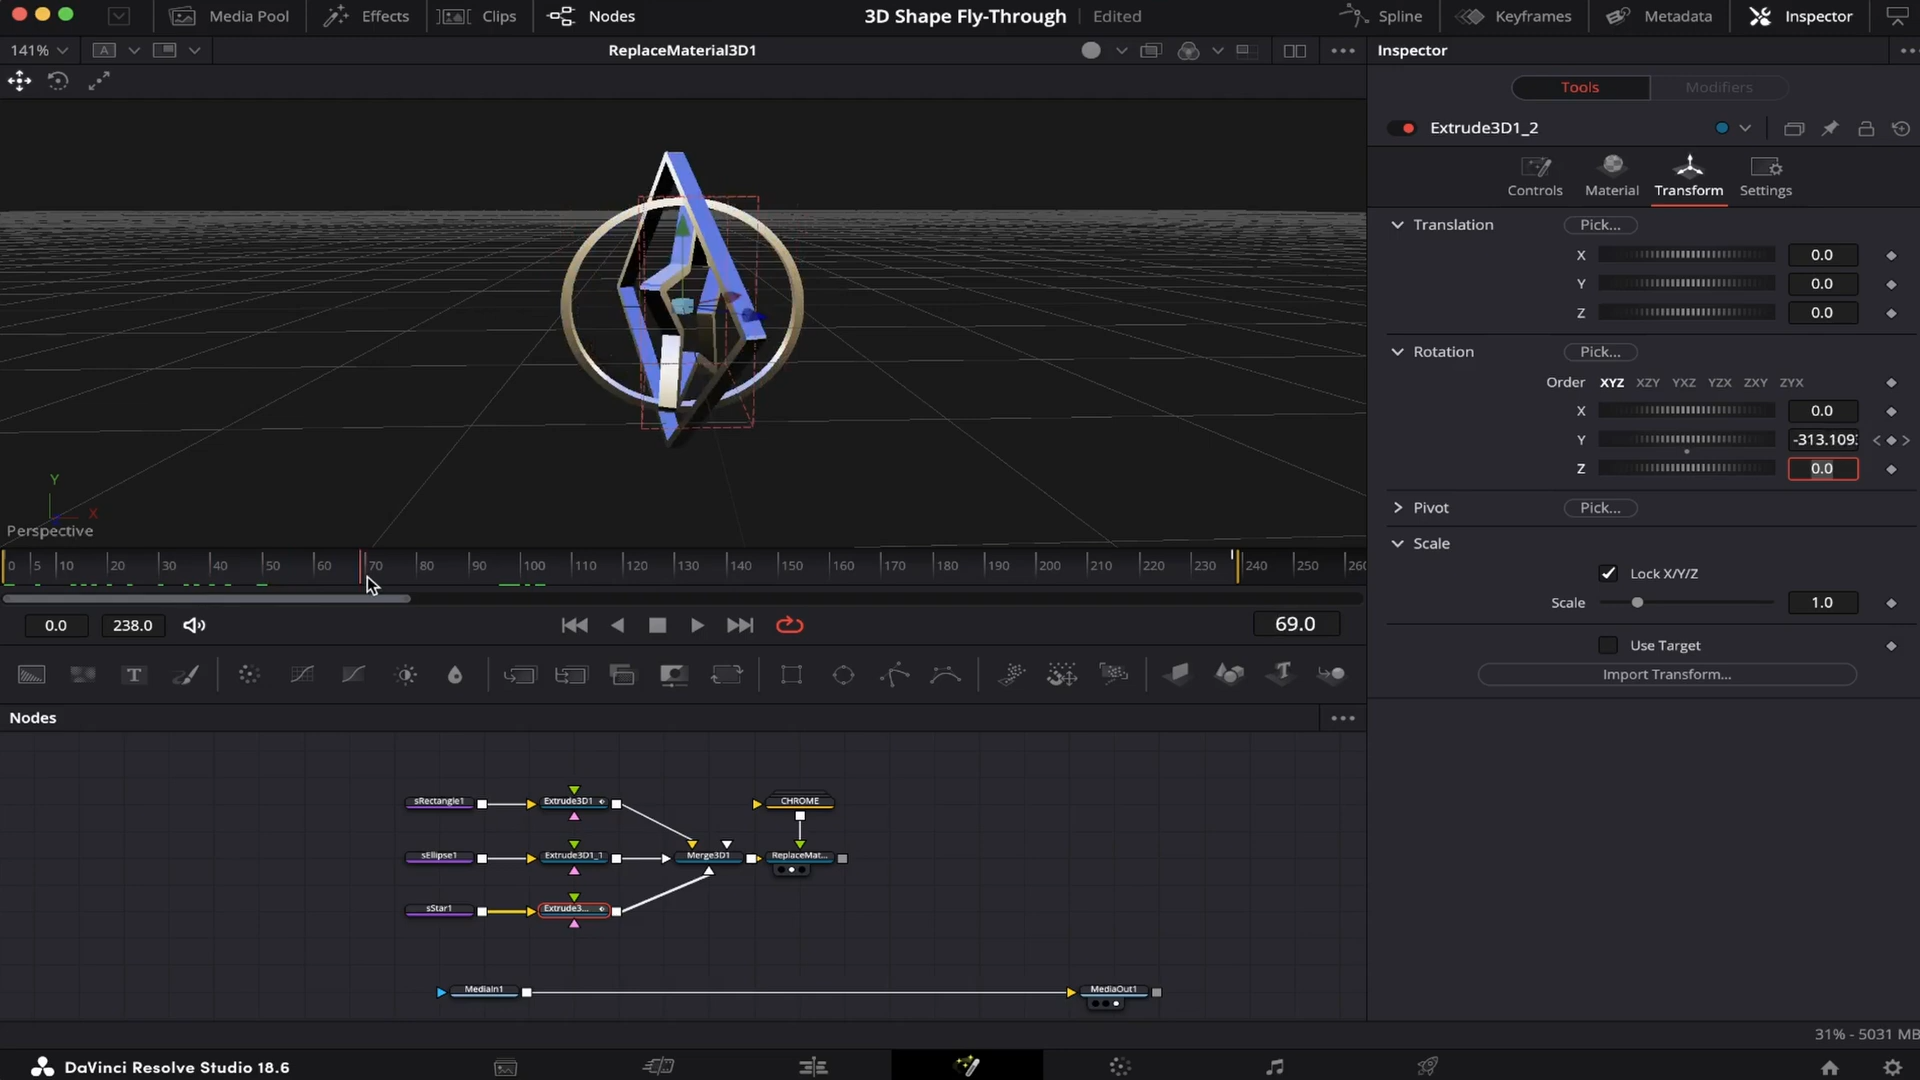 Media Pool Effects Clips Nodes 3D Shape Fly-Through Edited Spline Keyframes Metadata Inspector
141% A ReplaceMaterial3D1 Inspector
Tools Modifiers
Extrude3D1_2
Controls Material Transform Settings
Translation Pick...
X 0.0
Y 0.0
Z 0.0
Rotation Pick...
Order XYZ XZY YXZ YZX ZXY ZYX
X 0.0
Y -313.109
Z 0.0
Pivot Pick...
Scale
Lock X/Y/Z
Scale 1.0
Use Target
Import Transform...
Y
X
Perspective
0 5 10 20 30 40 50 60 70 80 90 100 110 120 130 140 150 160 170 180 190 200 210 220 230 240 250 260
0.0 238.0 69.0
T T
Nodes
sRectangle1 Extrude3D1 CHROME
sEllipse1 Extrude3D1_1 Merge3D1 ReplaceMat...
sStar1 Extrude3...
MediaIn1 MediaOut1
31% - 5031 MB
DaVinci Resolve Studio 18.6